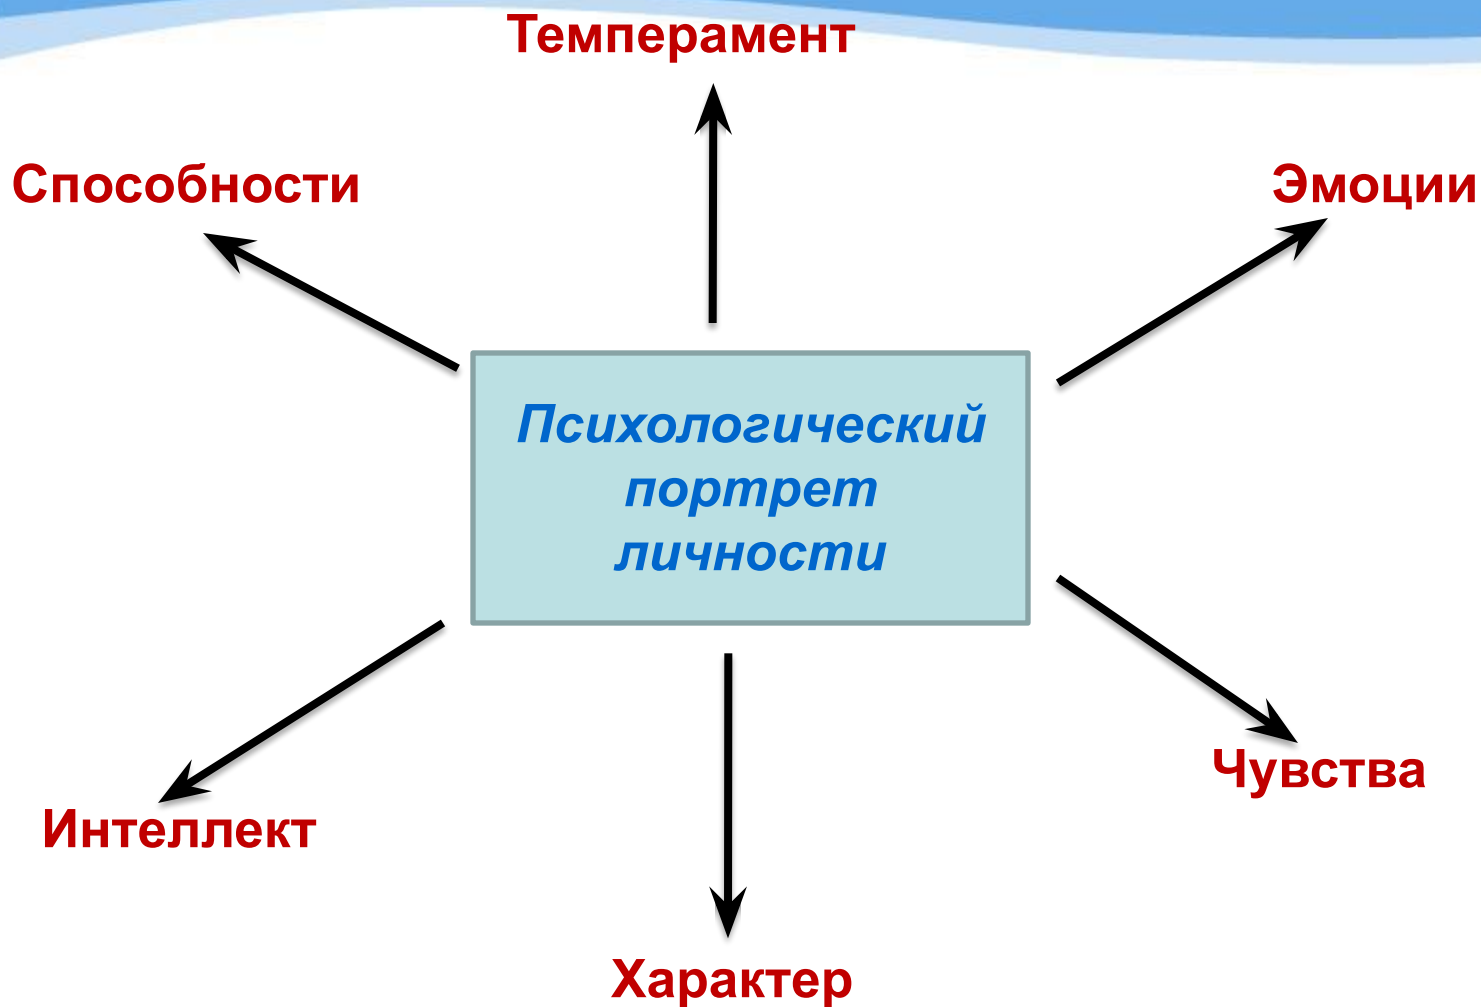 Темперамент
Способности
Эмоции
Психологический
портрет
личности
Чувства
Интеллект
Характер